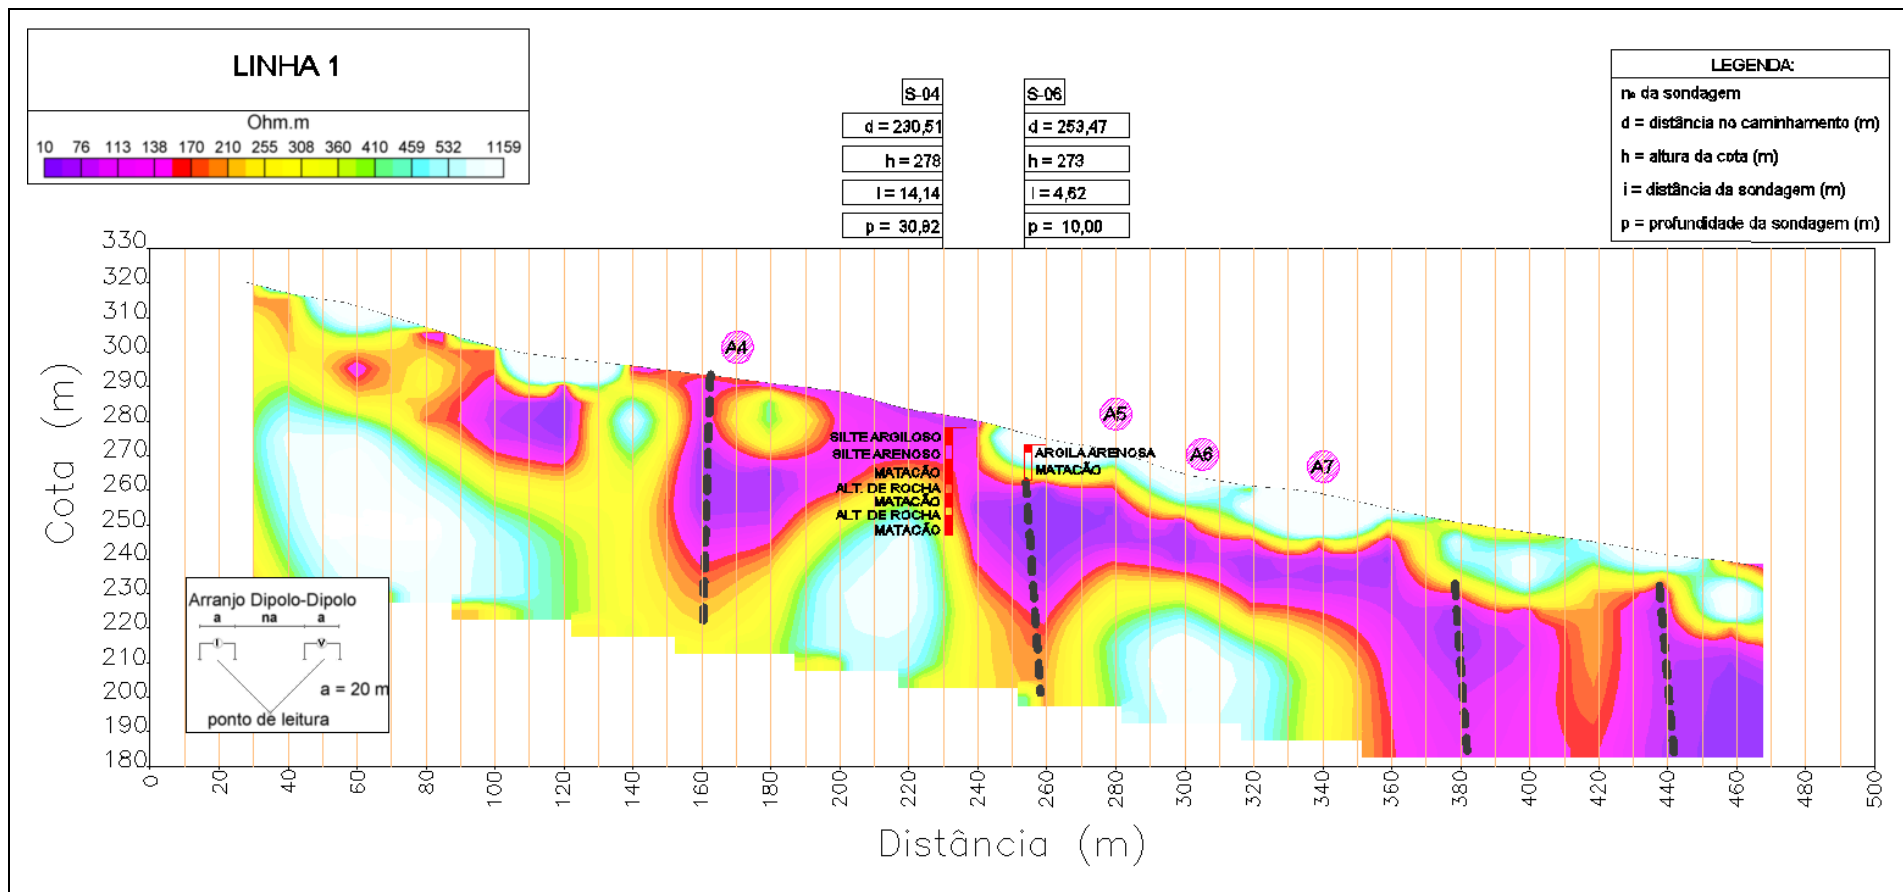 LINHA 1
Ohm.m
10 76 113 138 170 210 255 308 360 410 459 532 1159
S-04
d = 230,51
h = 278
l = 14,14
p = 30,82
S-06
d = 253,47
h = 273
l = 4,62
p = 10,00
LEGENDA:
nº da sondagem
d = distância no caminhamento (m)
h = altura da cota (m)
i = distância da sondagem (m)
p = profundidade da sondagem (m)
Cota (m)
330
320
310
300
290
280
270
260
250
240
230
220
210
200
190
180
A4
A5
A6
A7
SILTE ARGILOSO
SILTE ARENOSO
MATACÃO
ALT. DE ROCHA
MATACÃO
ALT. DE ROCHA
MATACÃO
ARGILA ARENOSA
MATACÃO
Arranjo Dipolo-Dipolo
a na a
I V
a = 20 m
ponto de leitura
0 20 40 60 80 100 120 140 160 180 200 220 240 260 280 300 320 340 360 380 400 420 440 460 480 500
Distância (m)